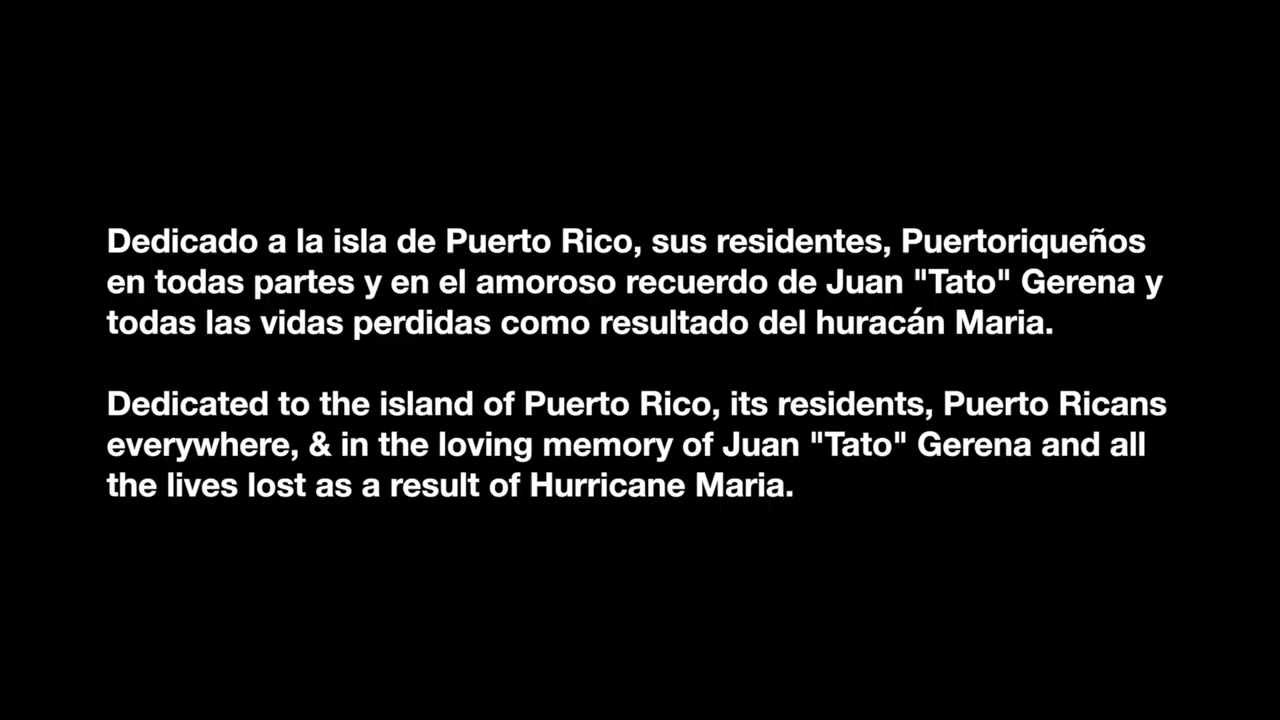 Dedicado a la isla de Puerto Rico, sus residentes, Puertoriqueños
en todas partes y en el amoroso recuerdo de Juan "Tato" Gerena y
todas las vidas perdidas como resultado del huracán Maria.
Dedicated to the island of Puerto Rico, its residents, Puerto Ricans
everywhere, & in the loving memory of Juan "Tato" Gerena and all
the lives lost as a result of Hurricane Maria.